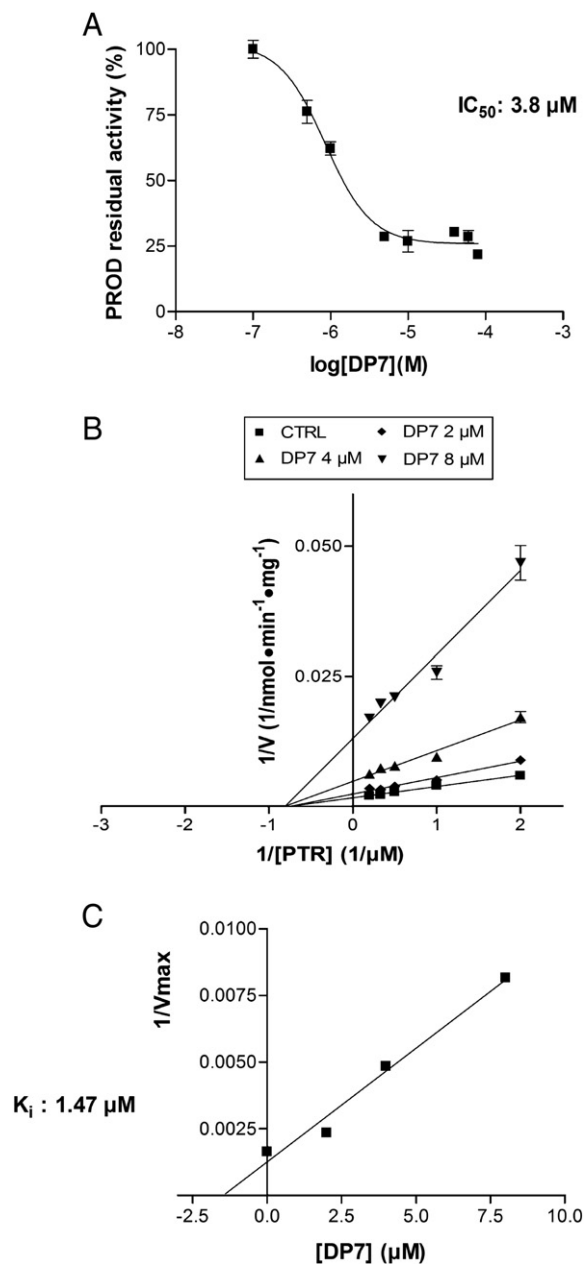 A
PROD residual activity (%)
100
75
50
25
0
-8 -7 -6 -5 -4 -3
log[DP7](M)
IC50: 3.8 µM
B
CTRL DP7 2 µM
DP7 4 µM DP7 8 µM
1/V (1/nmol•min-1•mg-1)
0.050
0.025
-3 -2 -1 0 1 2
1/[PTR] (1/µM)
C
1/Vmax
0.0100
0.0075
0.0050
0.0025
Ki : 1.47 µM
-2.5 0.0 2.5 5.0 7.5 10.0
[DP7] (µM)